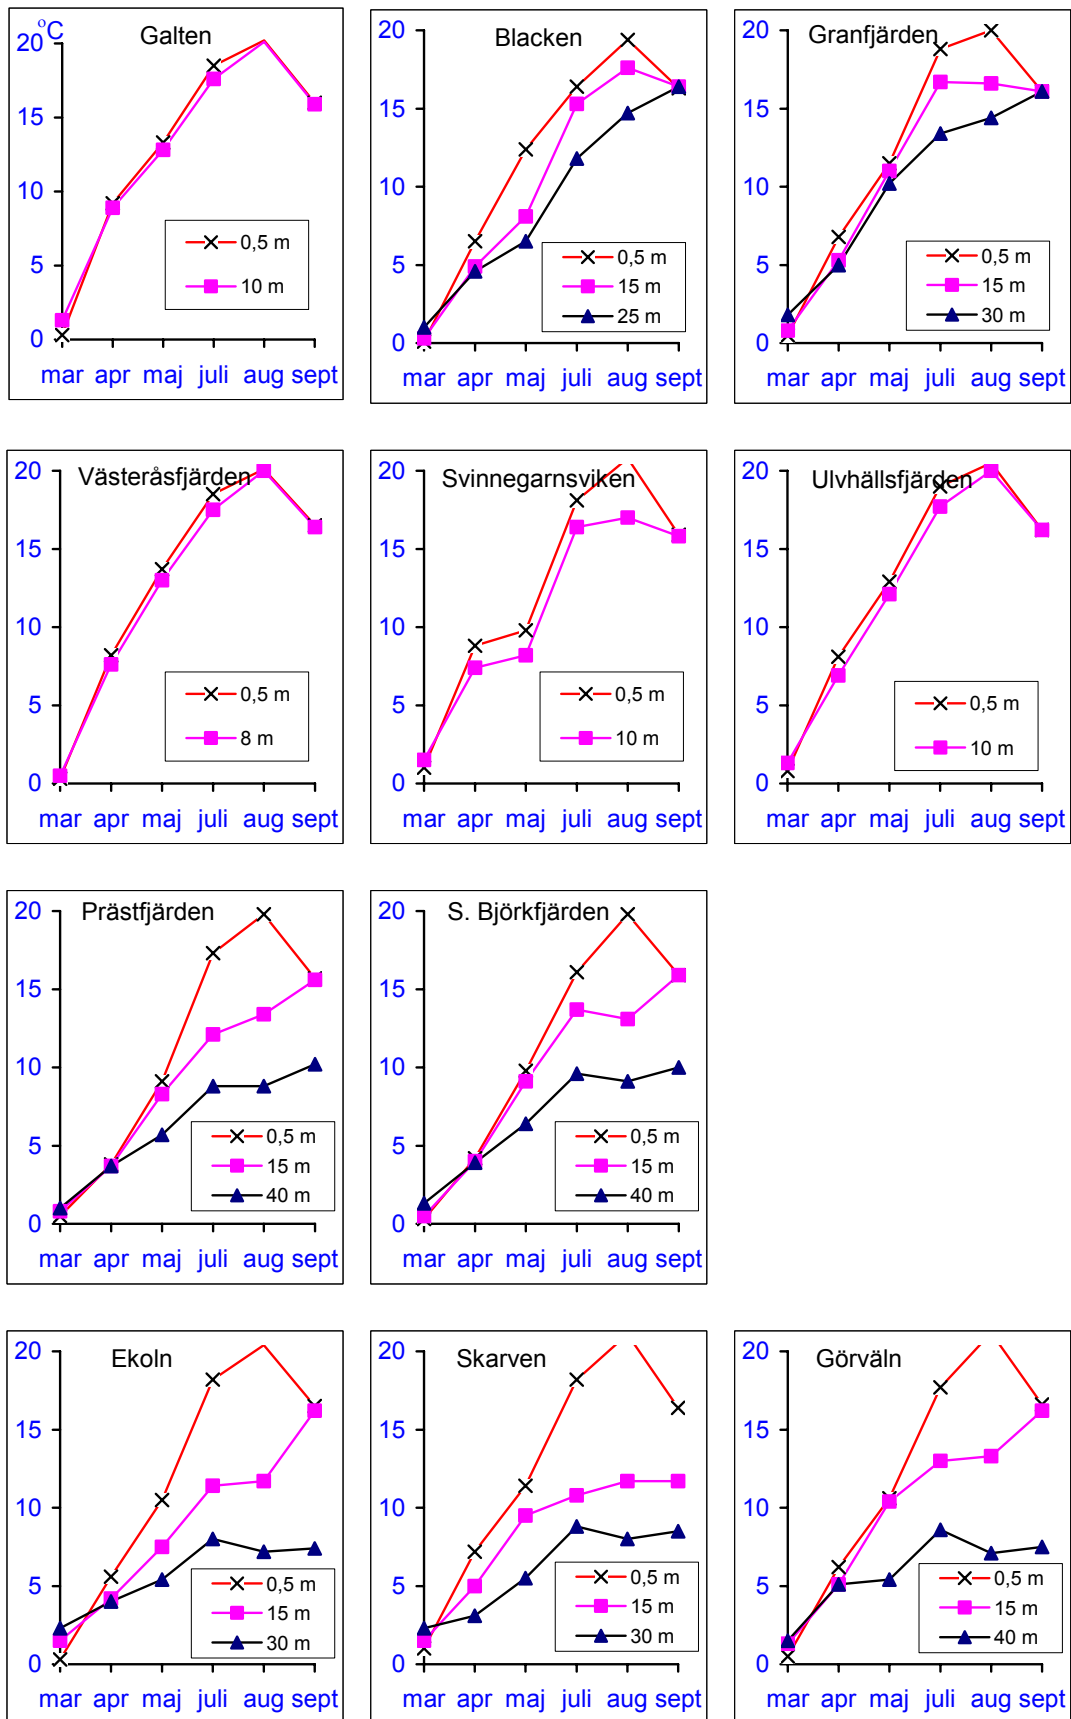 °C
Galten
20
15
10
5
0
0,5 m
10 m
mar apr maj juli aug sept
Blacken
20
15
10
5
0
0,5 m
15 m
25 m
mar apr maj juli aug sept
Granfjärden
20
15
10
5
0
0,5 m
15 m
30 m
mar apr maj juli aug sept
Västeråsfjärden
20
15
10
5
0
0,5 m
8 m
mar apr maj juli aug sept
Svinnegarnsviken
20
15
10
5
0
0,5 m
10 m
mar apr maj juli aug sept
Ulvhällsfjärden
20
15
10
5
0
0,5 m
10 m
mar apr maj juli aug sept
Prästfjärden
20
15
10
5
0
0,5 m
15 m
40 m
mar apr maj juli aug sept
S. Björkfjärden
20
15
10
5
0
0,5 m
15 m
40 m
mar apr maj juli aug sept
Ekoln
20
15
10
5
0
0,5 m
15 m
30 m
mar apr maj juli aug sept
Skarven
20
15
10
5
0
0,5 m
15 m
30 m
mar apr maj juli aug sept
Görväln
20
15
10
5
0
0,5 m
15 m
40 m
mar apr maj juli aug sept